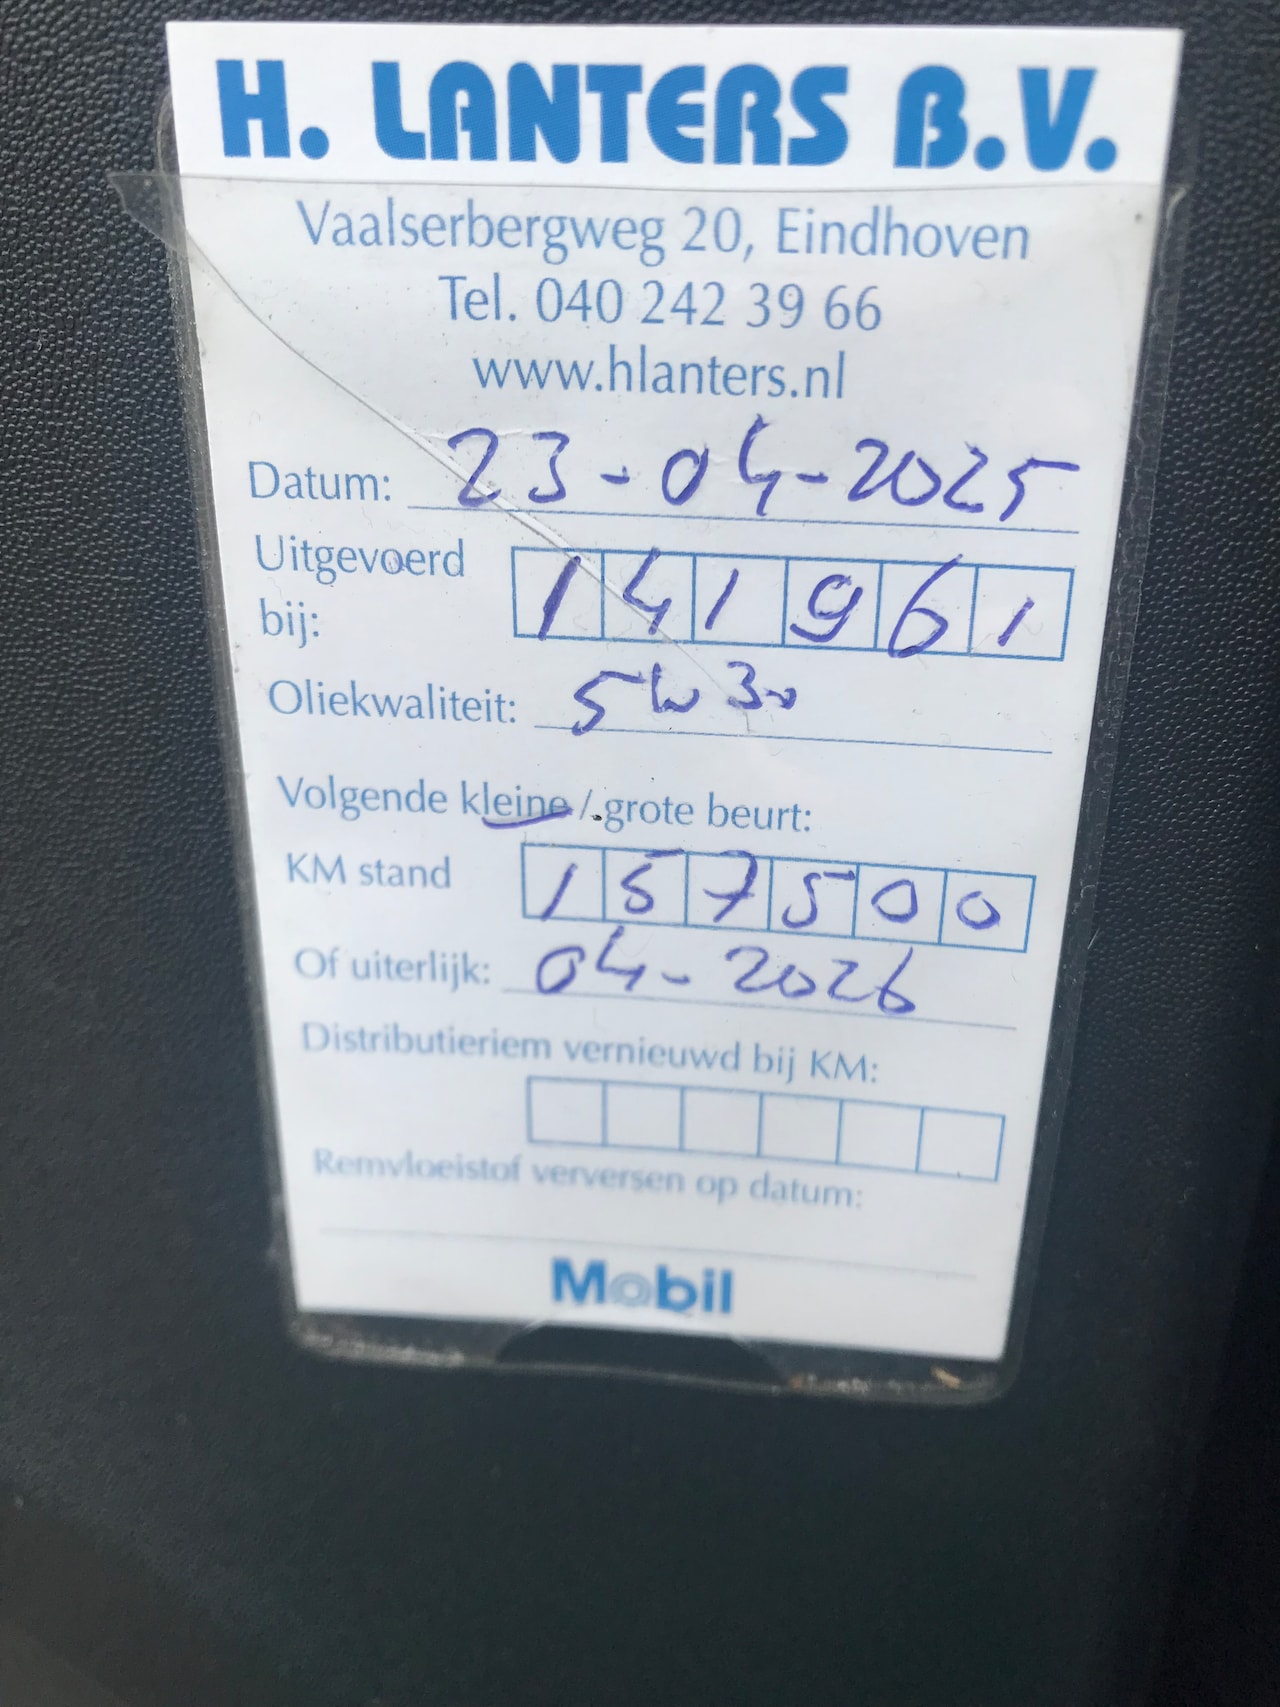 H. LANTERS B.V.
Vaalserbergweg 20, Eindhoven
Tel. 040 242 39 66
www.hlanters.nl
Datum: 23-04-2025
Uitgevoerd
bij: 141961
Oliekwaliteit: 5w30
Volgende kleine /.grote beurt:
KM stand 157500
Of uiterlijk: 04-2026
Distributieriem vernieuwd bij KM:
Remvloeistof verversen op datum:
Mobil